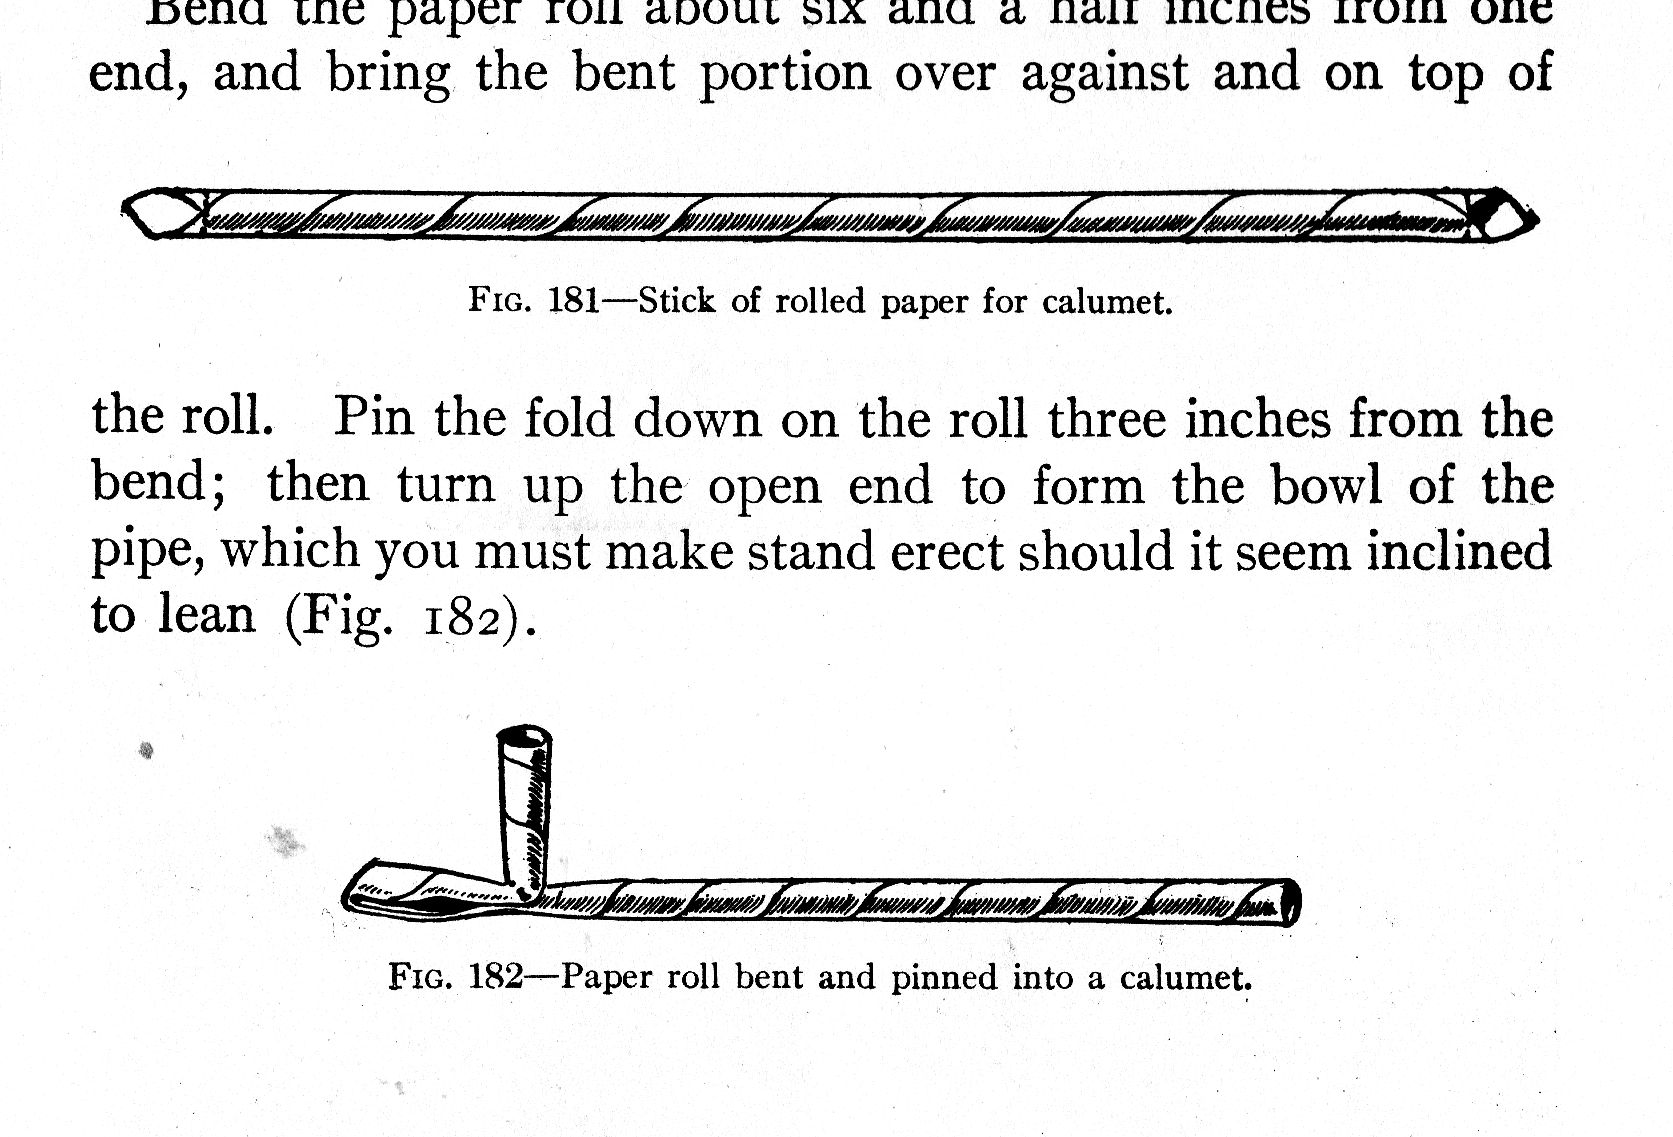 Bend the paper roll about six and a half inches from one
end, and bring the bent portion over against and on top of
FIG. 181—Stick of rolled paper for calumet.
the roll. Pin the fold down on the roll three inches from the
bend; then turn up the open end to form the bowl of the
pipe, which you must make stand erect should it seem inclined
to lean (Fig. 182).
FIG. 182—Paper roll bent and pinned into a calumet.